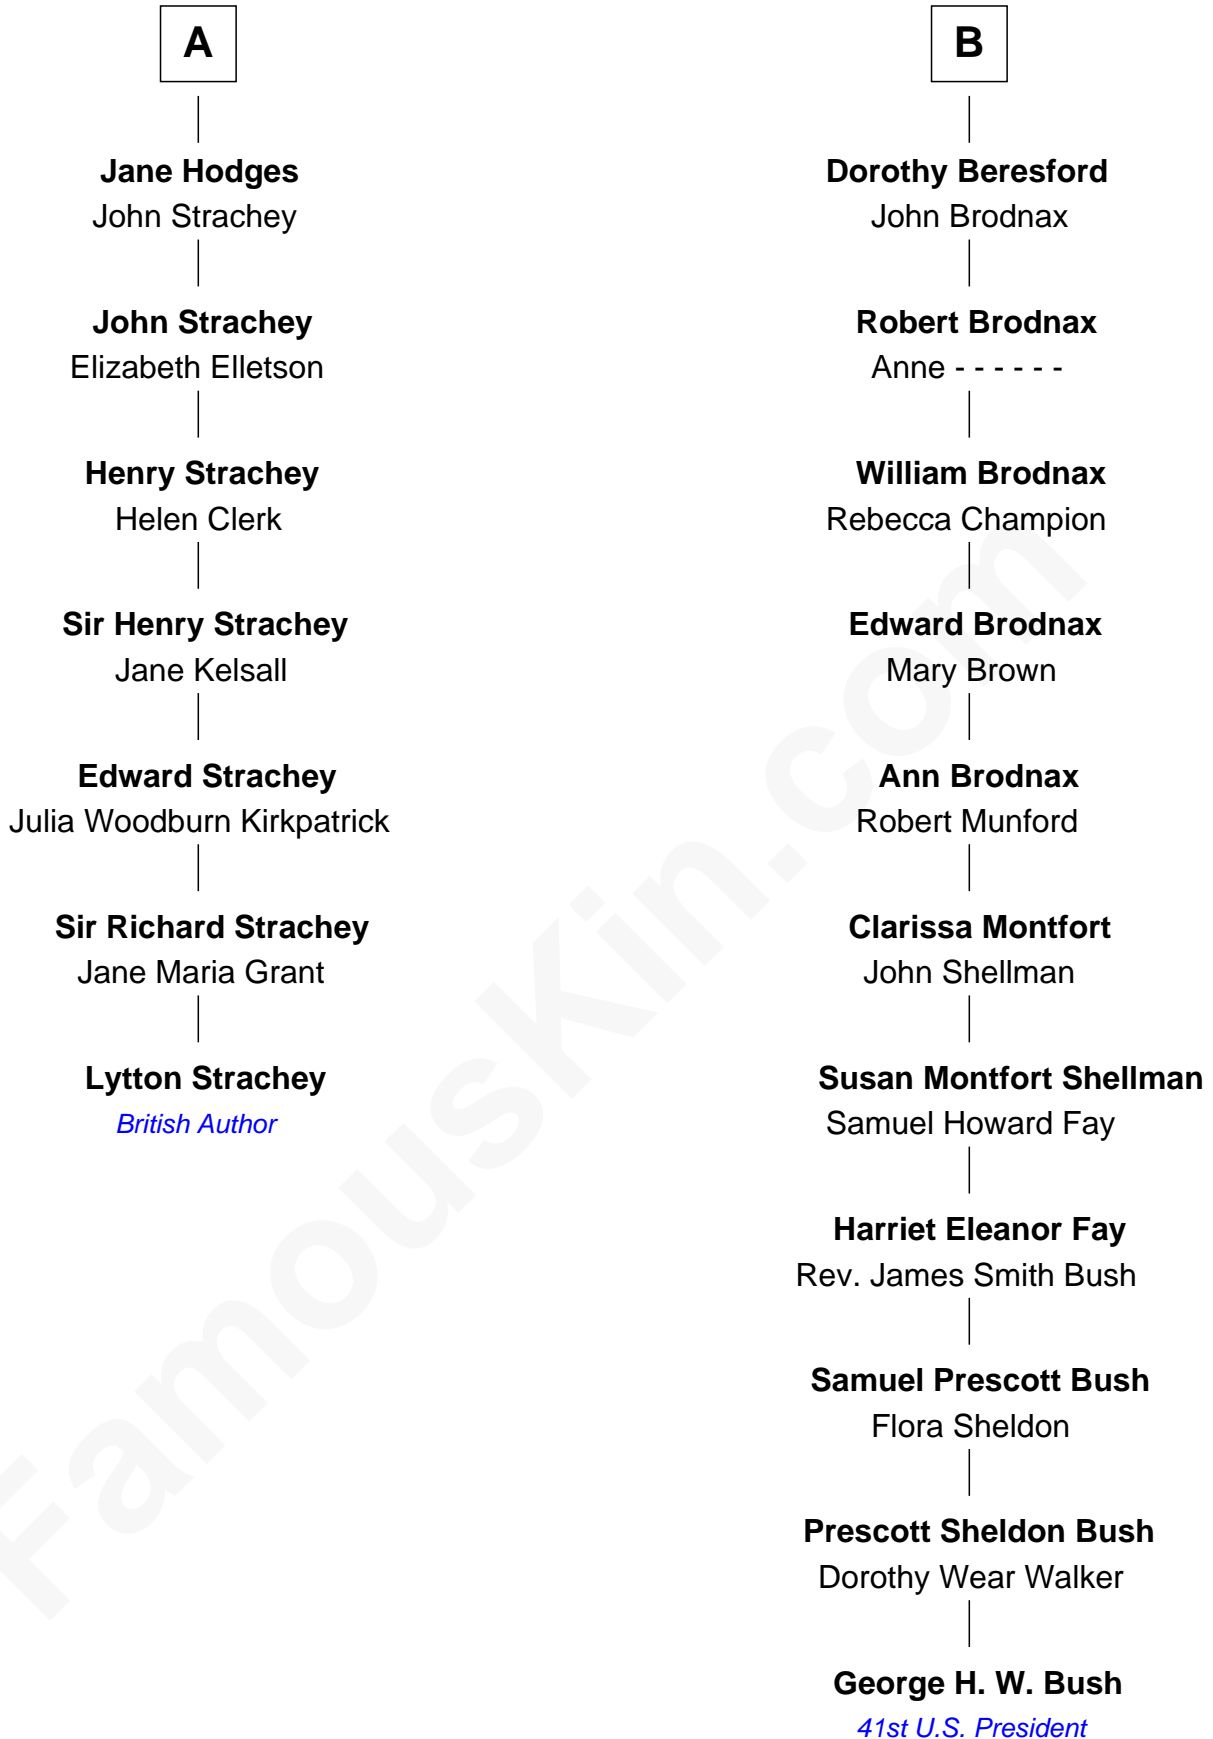 A
Jane Hodges
John Strachey
John Strachey
Elizabeth Elletson
Henry Strachey
Helen Clerk
Sir Henry Strachey
Jane Kelsall
Edward Strachey
Julia Woodburn Kirkpatrick
Sir Richard Strachey
Jane Maria Grant
Lytton Strachey
British Author
B
Dorothy Beresford
John Brodnax
Robert Brodnax
Anne - - - - - -
William Brodnax
Rebecca Champion
Edward Brodnax
Mary Brown
Ann Brodnax
Robert Munford
Clarissa Montfort
John Shellman
Susan Montfort Shellman
Samuel Howard Fay
Harriet Eleanor Fay
Rev. James Smith Bush
Samuel Prescott Bush
Flora Sheldon
Prescott Sheldon Bush
Dorothy Wear Walker
George H. W. Bush
41st U.S. President
FamousKin.com